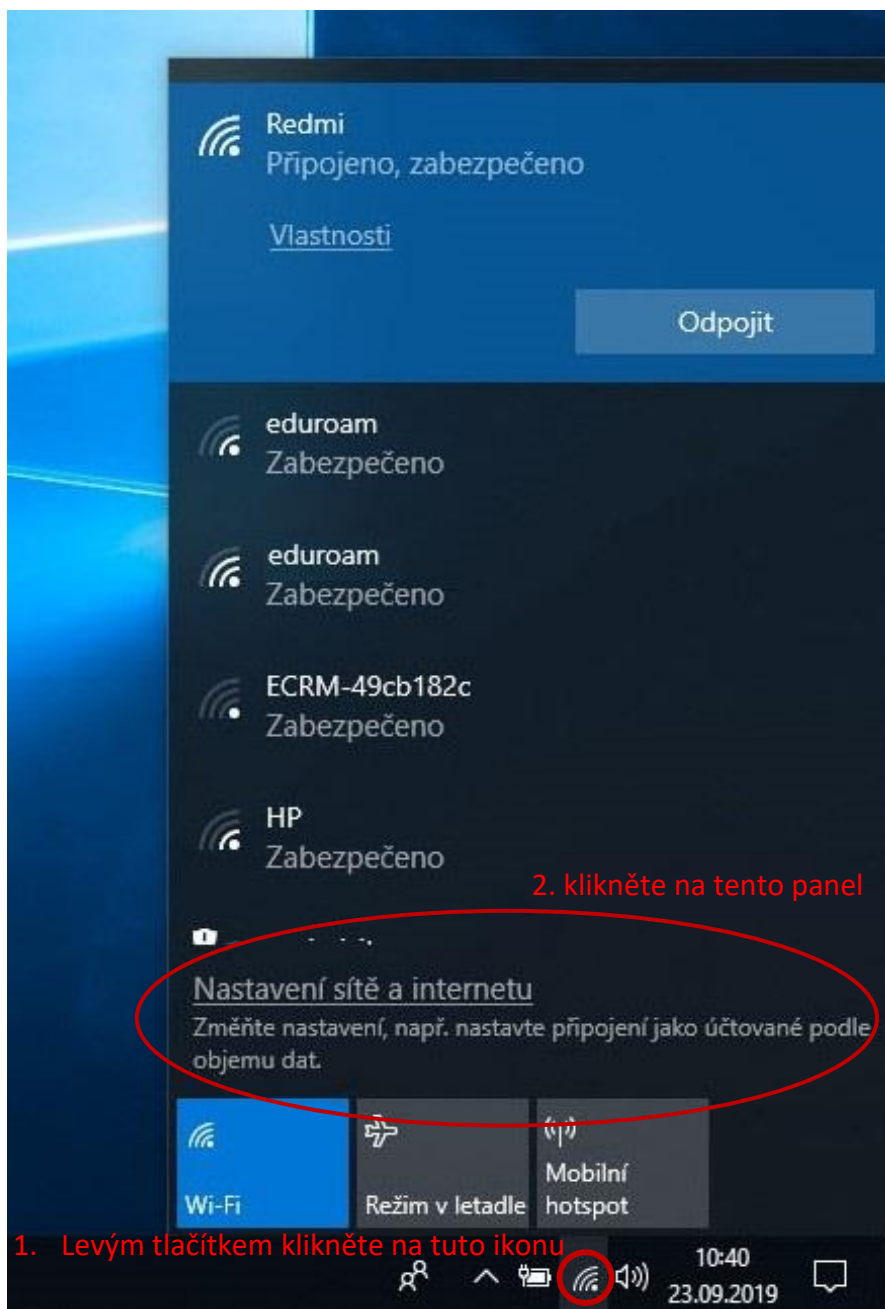 Redmi
Připojeno, zabezpečeno
Vlastnosti
Odpojit
eduroam
Zabezpečeno
eduroam
Zabezpečeno
ECRM-49cb182c
Zabezpečeno
HP
Zabezpečeno
2. klikněte na tento panel
Nastavení sítě a internetu
Změňte nastavení, např. nastavte připojení jako účtované podle
objemu dat.
Wi-Fi
Režim v letadle
Mobilní
hotspot
1. Levým tlačítkem klikněte na tuto ikonu
10:40
23.09.2019